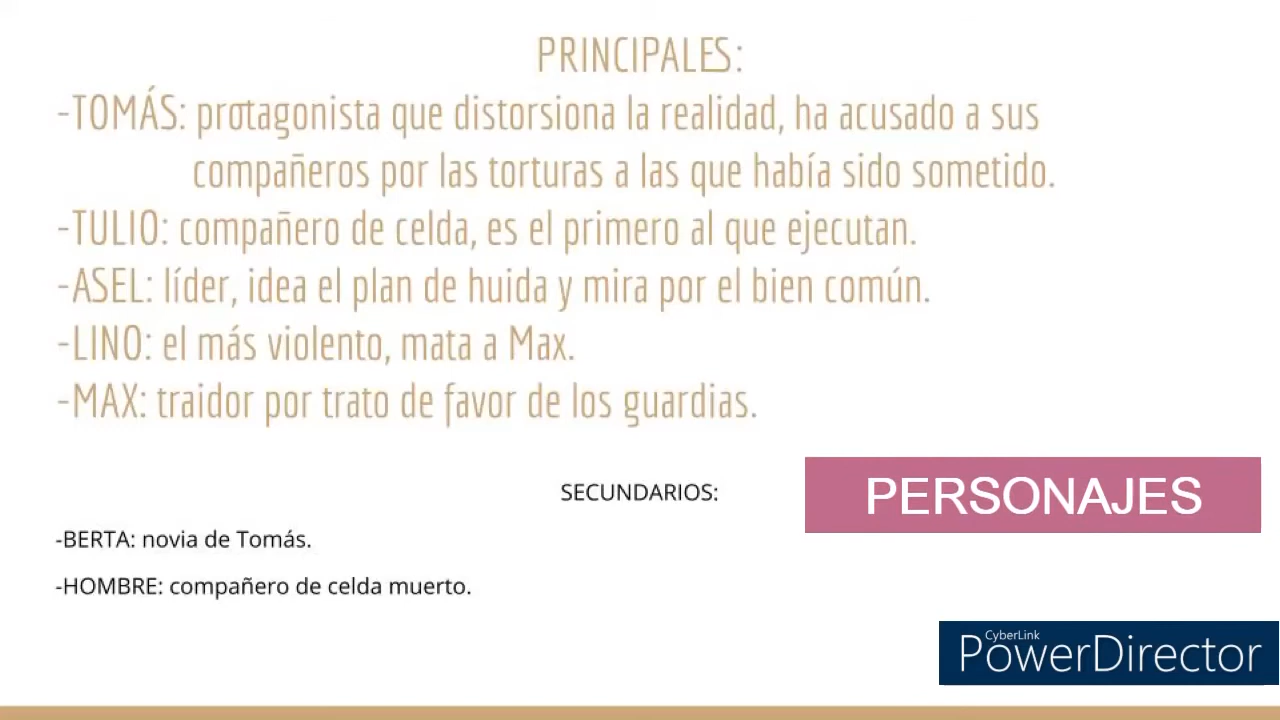 PRINCIPALES:
-TOMÁS: protagonista que distorsiona la realidad, ha acusado a sus
compañeros por las torturas a las que había sido sometido.
-TULIO: compañero de celda, es el primero al que ejecutan.
-ASEL: líder, idea el plan de huida y mira por el bien común.
-LINO: el más violento, mata a Max.
-MAX: traidor por trato de favor de los guardias.
SECUNDARIOS:
PERSONAJES
-BERTA: novia de Tomás.
-HOMBRE: compañero de celda muerto.
CyberLink
PowerDirector